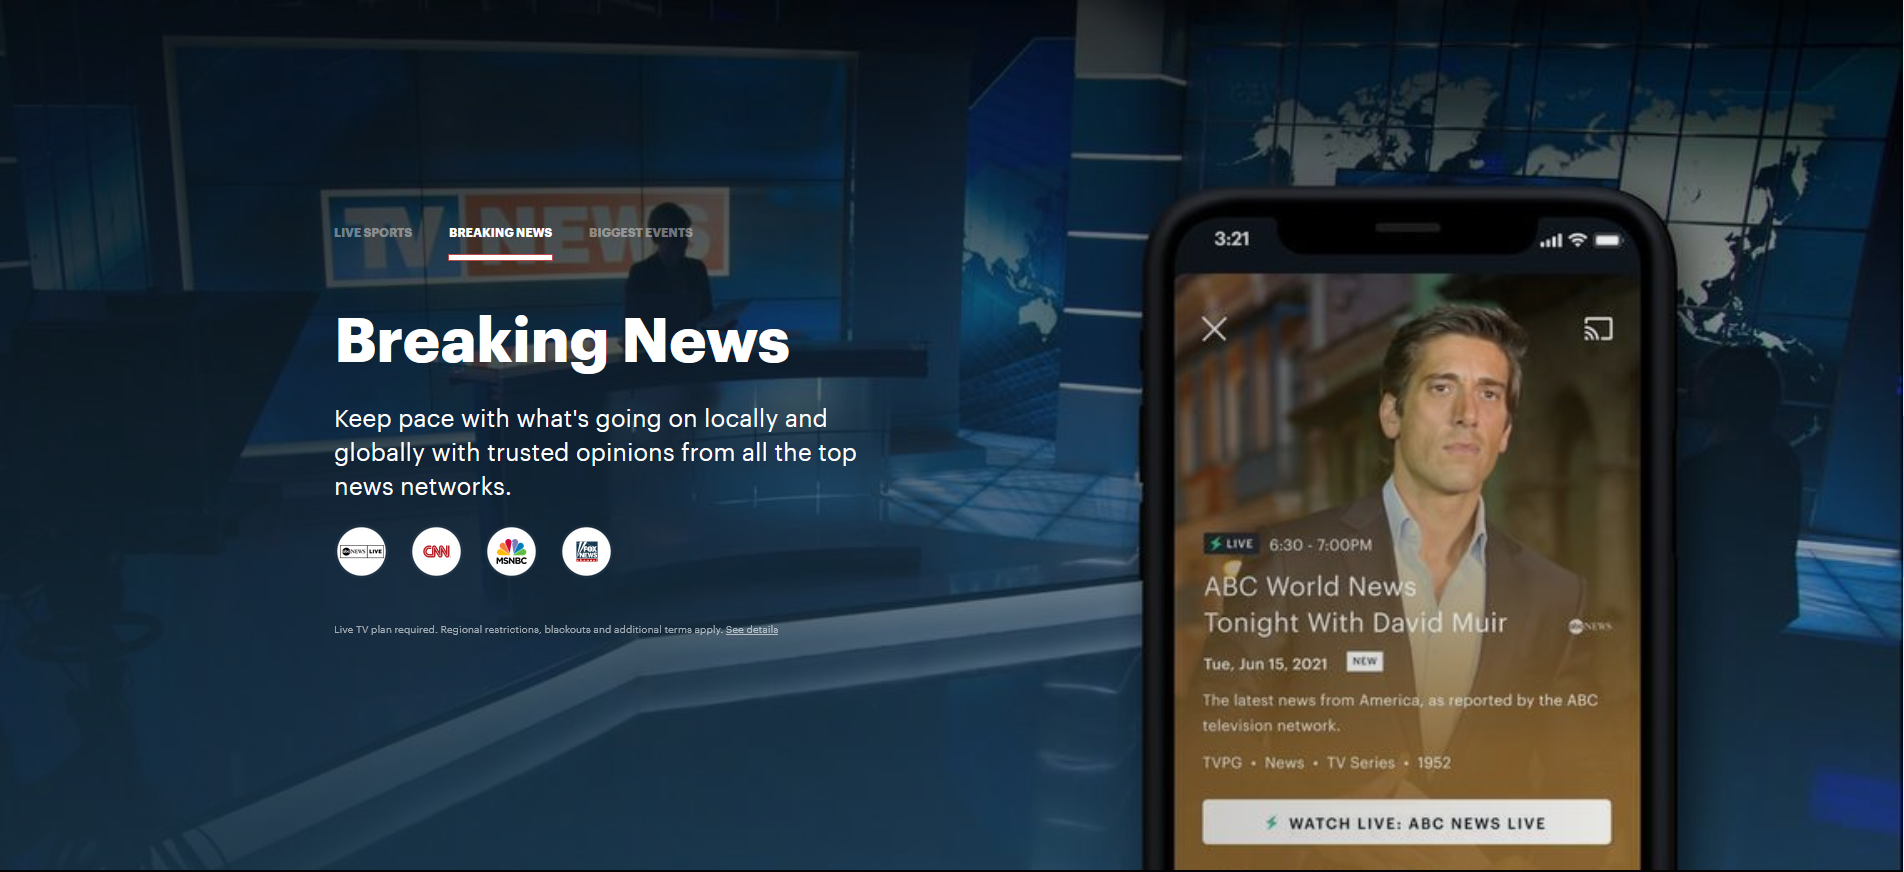 TV NEWS
LIVE SPORTS
BREAKING NEWS
BIGGEST EVENTS
Breaking News
Keep pace with what's going on locally and
globally with trusted opinions from all the top
news networks.
abc NEWS LIVE
CNN
MSNBC
FOX
NEWS
channel
Live TV plan required. Regional restrictions, blackouts and additional terms apply. See details
3:21
LIVE 6:30 - 7:00PM
ABC World News
Tonight With David Muir
abc NEWS
Tue, Jun 15, 2021 NEW
The latest news from America, as reported by the ABC
television network.
TVPG • News • TV Series • 1952
WATCH LIVE: ABC NEWS LIVE